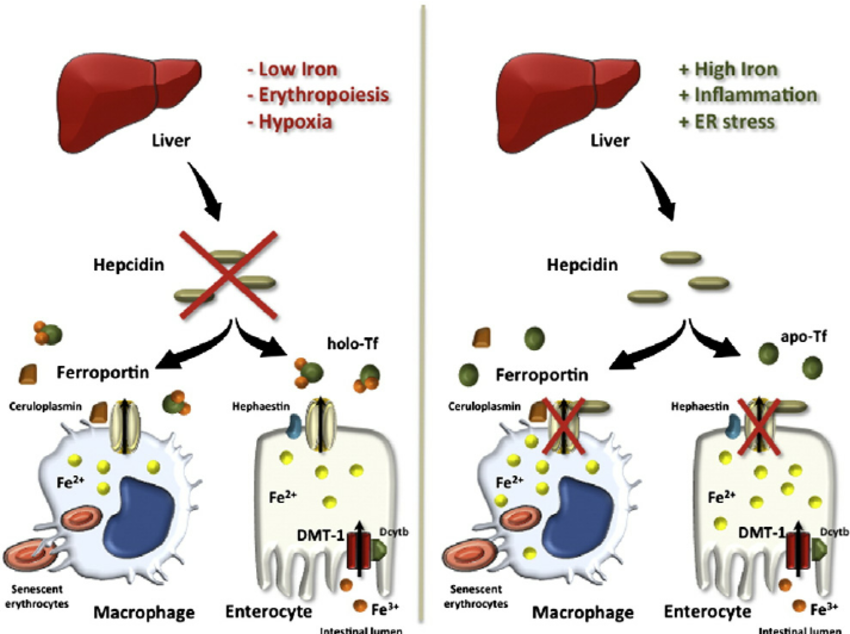 - Low Iron
- Erythropoiesis
- Hypoxia
Liver
Hepcidin
holo-Tf
Ferroportin
Ceruloplasmin
Hephaestin
Fe2+
Fe2+
DMT-1
Dcytb
Senescent
erythrocytes
Macrophage
Enterocyte
Fe3+
Intestinal lumen
+ High Iron
+ Inflammation
+ ER stress
Liver
Hepcidin
apo-Tf
Ferroportin
Ceruloplasmin
Hephaestin
Fe2+
Fe2+
DMT-1
Dcytb
Senescent
erythrocytes
Macrophage
Enterocyte
Fe3+
Intestinal lumen